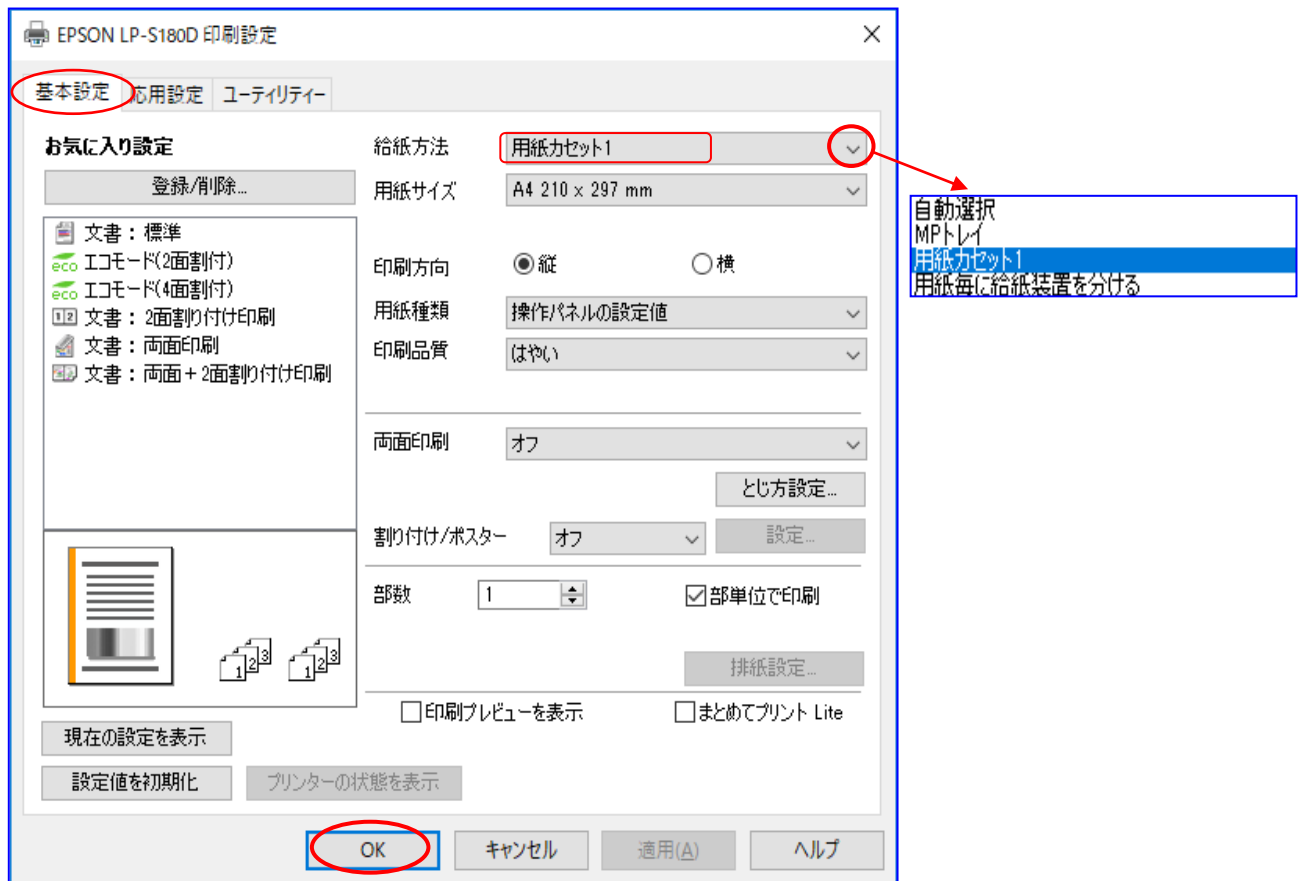 EPSON LP-S180D 印刷設定
基本設定 応用設定 ユーティリティー
お気に入り設定
登録/削除...
文書：標準
eco エコモード(2面割付)
eco エコモード(4面割付)
12 文書：2面割り付け印刷
文書：両面印刷
文書：両面＋2面割り付け印刷
1 2 3 1 2 3
現在の設定を表示
設定値を初期化 プリンターの状態を表示
給紙方法 用紙カセット1
用紙サイズ A4 210 x 297 mm
印刷方向 縦 横
用紙種類 操作パネルの設定値
印刷品質 はやい
両面印刷 オフ
とじ方設定...
割り付け/ポスター オフ 設定...
部数 1 部単位で印刷
排紙設定...
印刷プレビューを表示 まとめてプリント Lite
OK キャンセル 適用(A) ヘルプ
自動選択
MPトレイ
用紙カセット1
用紙毎に給紙装置を分ける